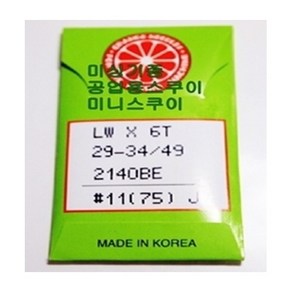 미싱기동
공업용스쿠이
미니스쿠이
LW X 6T
29-34/49
2140BE
#11(75) J
MADE IN KOREA